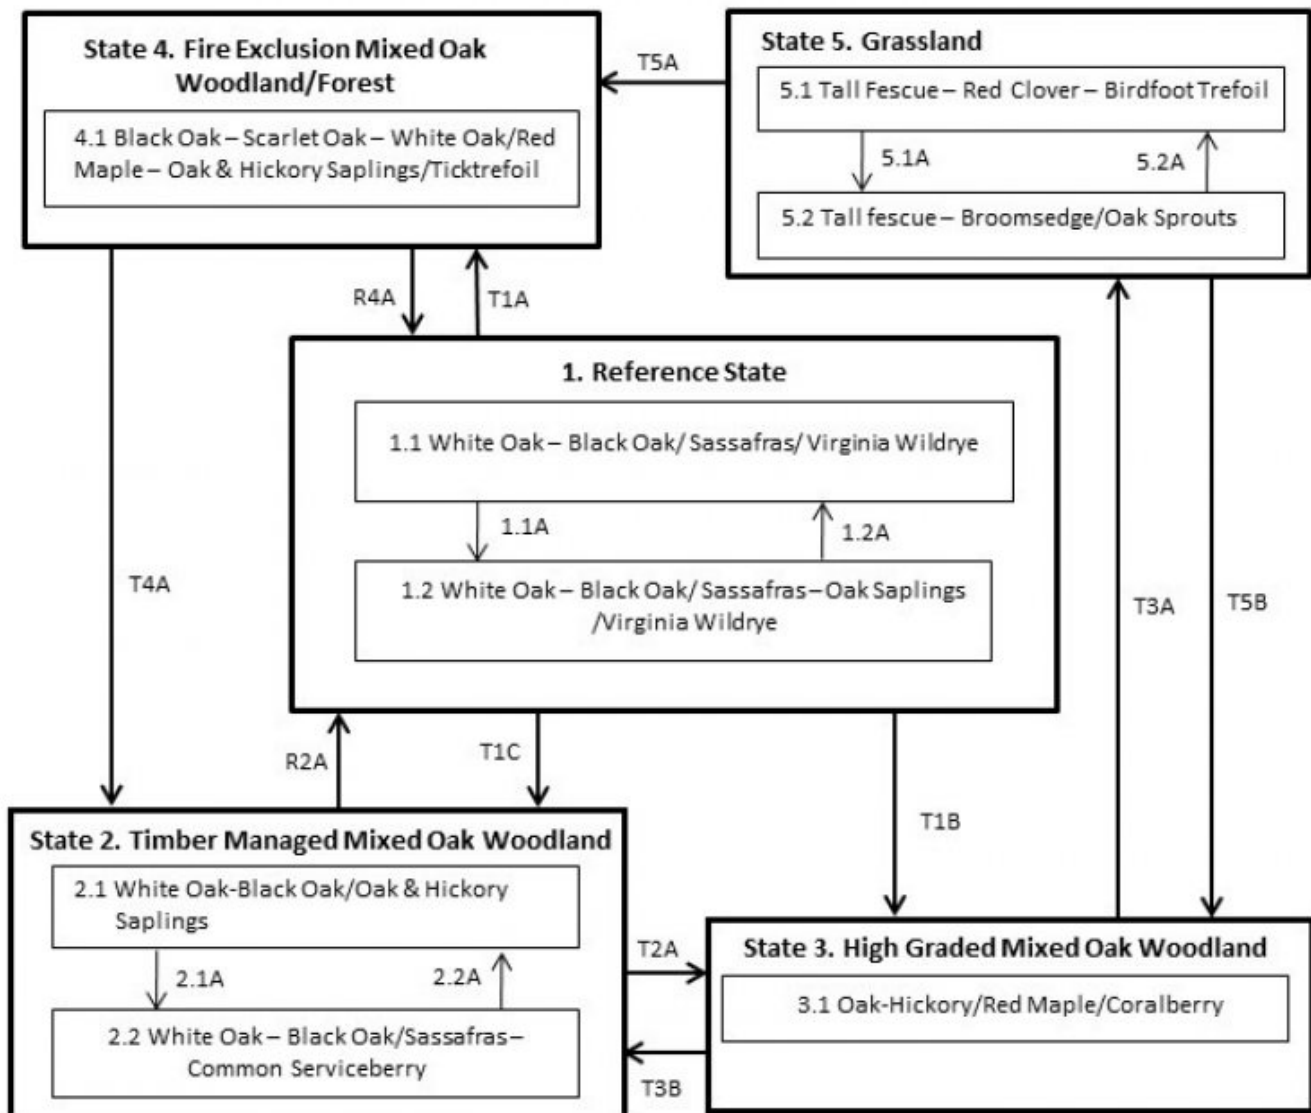 State 4. Fire Exclusion Mixed Oak
Woodland/Forest
4.1 Black Oak – Scarlet Oak – White Oak/Red
Maple – Oak & Hickory Saplings/Ticktrefoil
T5A
State 5. Grassland
5.1 Tall Fescue – Red Clover – Birdfoot Trefoil
5.1A
5.2A
5.2 Tall fescue – Broomsedge/Oak Sprouts
R4A
T1A
1. Reference State
1.1 White Oak – Black Oak/ Sassafras/ Virginia Wildrye
1.1A
1.2A
1.2 White Oak – Black Oak/ Sassafras–Oak Saplings
/Virginia Wildrye
T4A
T3A
T5B
R2A
T1C
T1B
State 2. Timber Managed Mixed Oak Woodland
2.1 White Oak-Black Oak/Oak & Hickory
Saplings
2.1A
2.2A
2.2 White Oak – Black Oak/Sassafras–
Common Serviceberry
T2A
T3B
State 3. High Graded Mixed Oak Woodland
3.1 Oak-Hickory/Red Maple/Coralberry